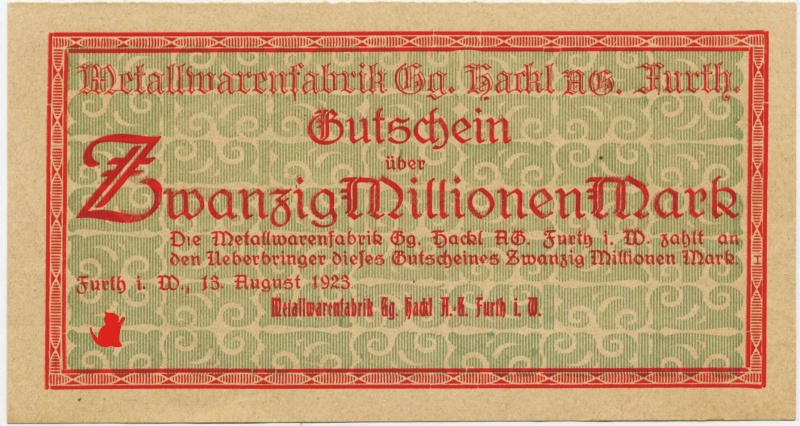 Metallwarenfabrik Gg. Hackl AG. Furth.
Gutschein
über
Zwanzig Millionen Mark
Die Metallwarenfabrik Gg. Hackl AG. Furth i. W. zahlt an
den Ueberbringer dieses Gutscheines Zwanzig Millionen Mark.
Furth i. W., 13. August 1923
Metallwarenfabrik Gg. Hackl A.-G. Furth i. W.